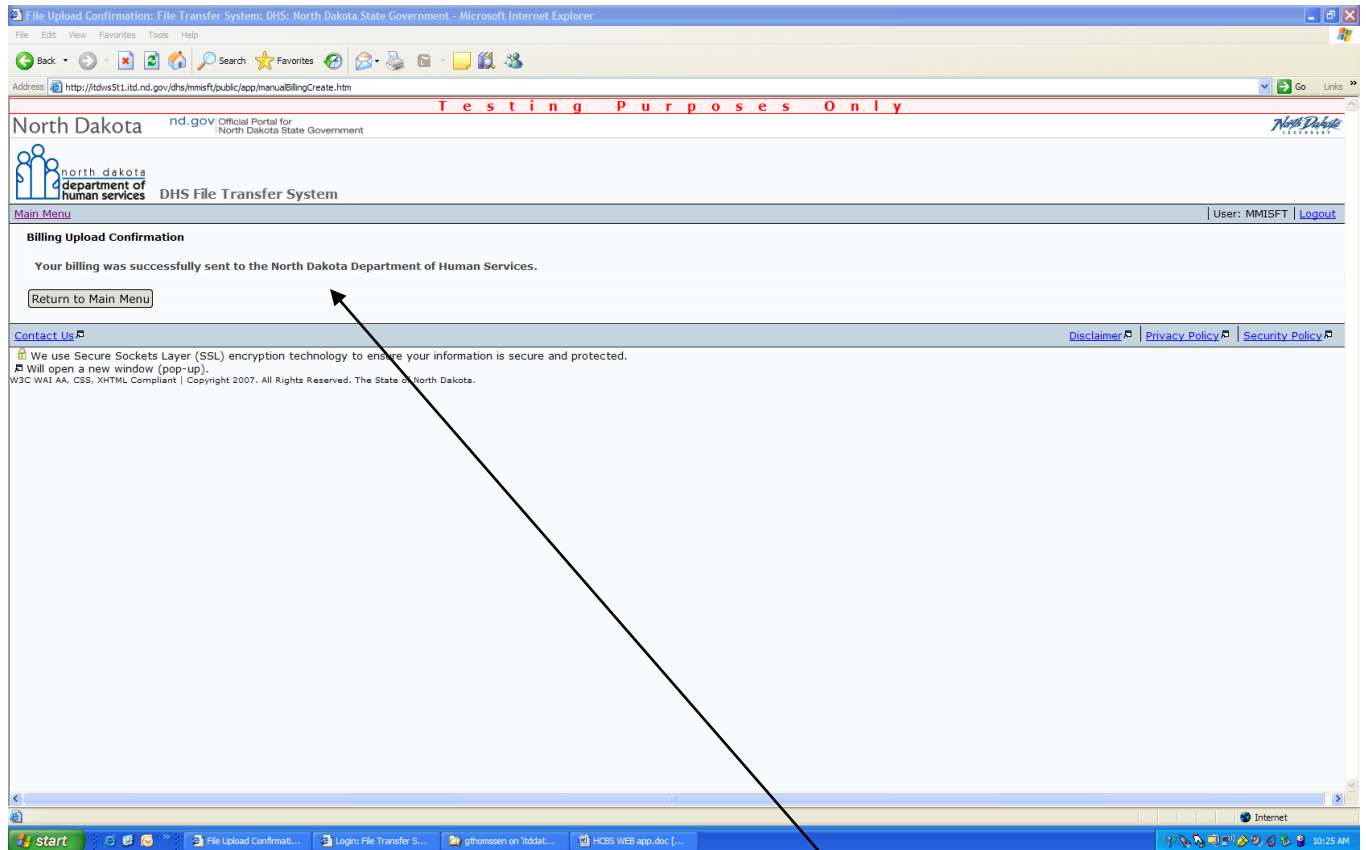 File Upload Confirmation: File Transfer System: DHS: North Dakota State Government - Microsoft Internet Explorer
File Edit View Favorites Tools Help
Back Search Favorites
Address http://itdws5t1.itd.nd.gov/dhs/mmisft/public/app/manualBillingCreate.htm Go Links »
Testing Purposes Only
North Dakota nd.gov Official Portal for
North Dakota State Government
North Dakota
LEGENDARY
north dakota
department of
human services DHS File Transfer System
Main Menu | User: MMISFT | Logout
Billing Upload Confirmation
Your billing was successfully sent to the North Dakota Department of Human Services.
Return to Main Menu
Contact Us Disclaimer | Privacy Policy | Security Policy
We use Secure Sockets Layer (SSL) encryption technology to ensure your information is secure and protected.
Will open a new window (pop-up).
W3C WAI AA, CSS, XHTML Compliant | Copyright 2007. All Rights Reserved. The State of North Dakota.
Internet
start » File Upload Confirmati... Login: File Transfer S... gthomssen on 'itddat... HCBS WEB app.doc [... 10:25 AM